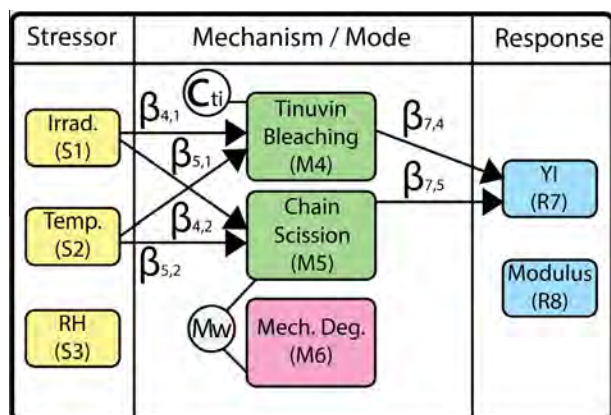 Stressor
Mechanism / Mode
Response
Irrad.
(S1)
Temp.
(S2)
RH
(S3)
β4,1
β5,1
β4,2
β5,2
Cti
Tinuvin
Bleaching
(M4)
Chain
Scission
(M5)
Mw
Mech. Deg.
(M6)
β7,4
β7,5
YI
(R7)
Modulus
(R8)